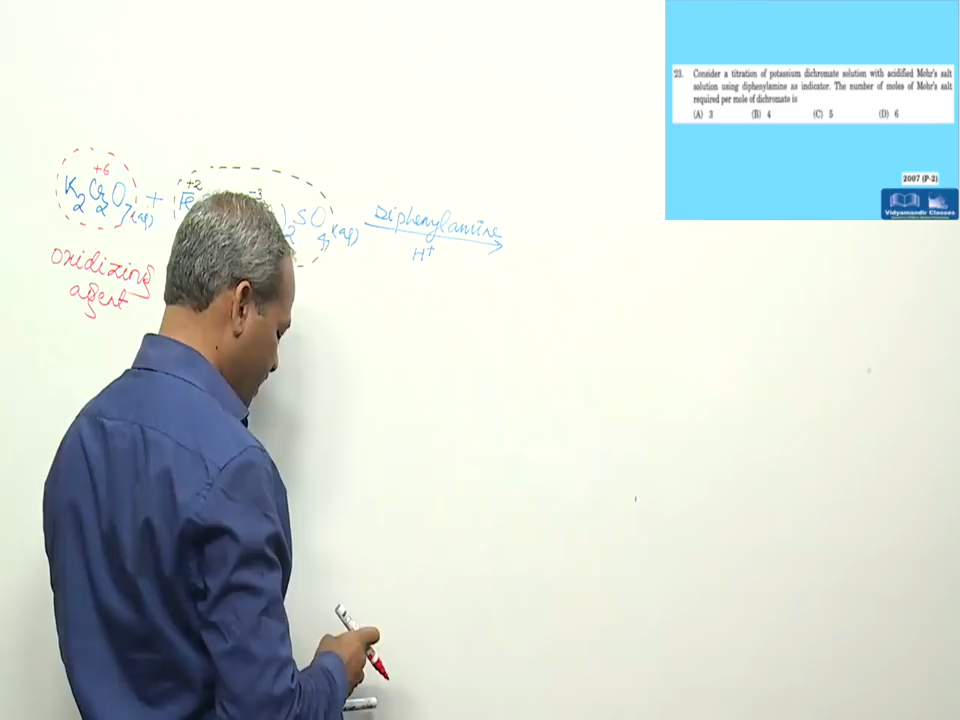 23. Consider a titration of potassium dichromate solution with acidified Mohr's salt
solution using diphenylamine as indicator. The number of moles of Mohr's salt
required per mole of dichromate is
(A) 3 (B) 4 (C) 5 (D) 6
2007 (P-2)
Vidyamandir Classes
+6 +2 -3
K2Cr2O7(aq) + Fe )2SO4(aq) Diphenylamine
H+
oxidizing
agent